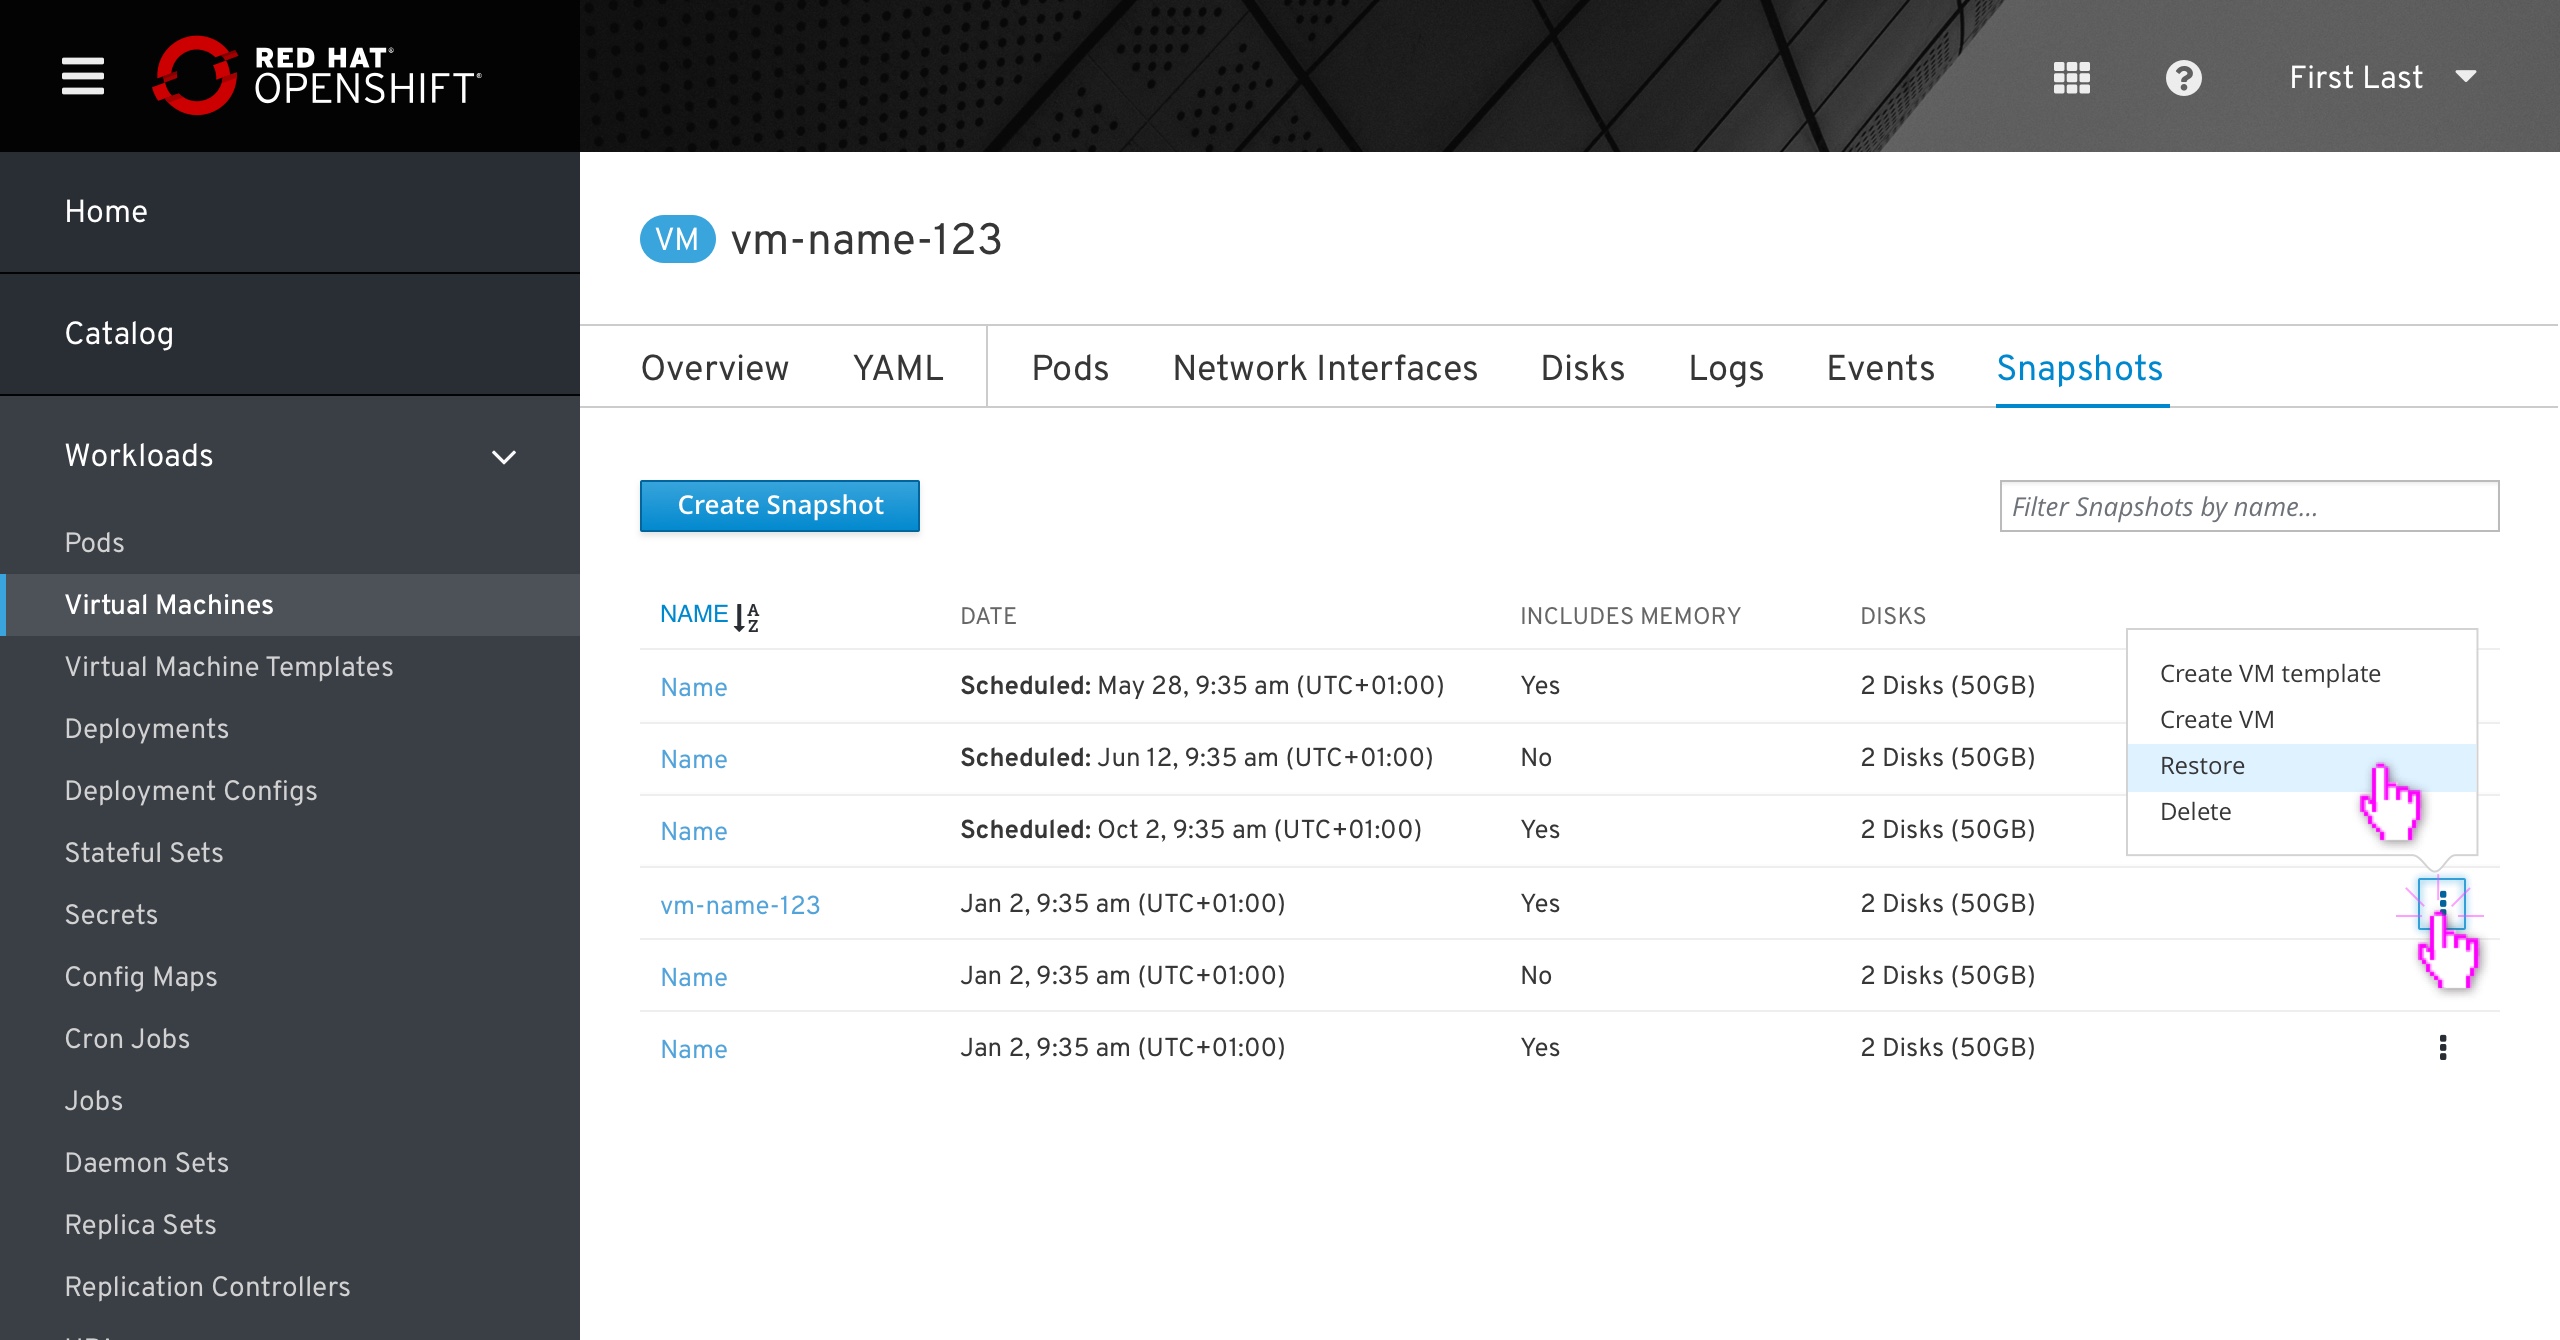 RED HAT®
OPENSHIFT®
First Last
Home
Catalog
Workloads
Pods
Virtual Machines
Virtual Machine Templates
Deployments
Deployment Configs
Stateful Sets
Secrets
Config Maps
Cron Jobs
Jobs
Daemon Sets
Replica Sets
Replication Controllers
VM vm-name-123
Overview YAML Pods Network Interfaces Disks Logs Events Snapshots
Create Snapshot
Filter Snapshots by name...
NAME A Z DATE INCLUDES MEMORY DISKS
Name Scheduled: May 28, 9:35 am (UTC+01:00) Yes 2 Disks (50GB)
Name Scheduled: Jun 12, 9:35 am (UTC+01:00) No 2 Disks (50GB)
Name Scheduled: Oct 2, 9:35 am (UTC+01:00) Yes 2 Disks (50GB)
vm-name-123 Jan 2, 9:35 am (UTC+01:00) Yes 2 Disks (50GB)
Name Jan 2, 9:35 am (UTC+01:00) No 2 Disks (50GB)
Name Jan 2, 9:35 am (UTC+01:00) Yes 2 Disks (50GB)
Create VM template
Create VM
Restore
Delete